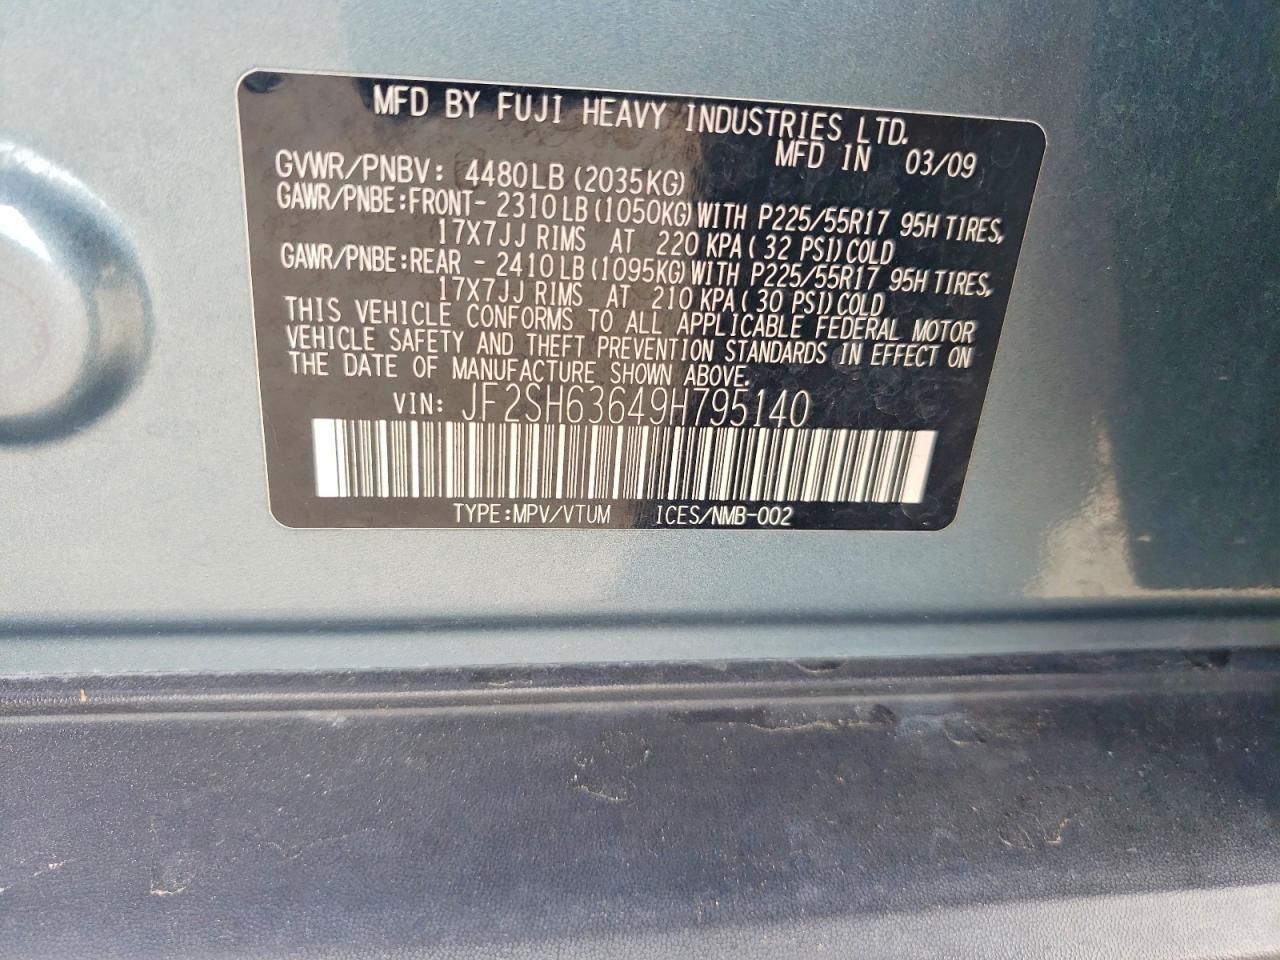 MFD BY FUJI HEAVY INDUSTRIES LTD.
MFD IN 03/09
GVWR/PNBV: 4480LB (2035KG)
GAWR/PNBE:FRONT- 2310LB (1050KG) WITH P225/55R17 95H TIRES,
17X7JJ RIMS AT 220 KPA ( 32 PSI) COLD
GAWR/PNBE:REAR - 2410LB (1095KG) WITH P225/55R17 95H TIRES,
17X7JJ RIMS AT 210 KPA ( 30 PSI) COLD
THIS VEHICLE CONFORMS TO ALL APPLICABLE FEDERAL MOTOR
VEHICLE SAFETY AND THEFT PREVENTION STANDARDS IN EFFECT ON
THE DATE OF MANUFACTURE SHOWN ABOVE.
VIN: JF2SH63649H795140
TYPE:MPV/VTUM ICES/NMB-002